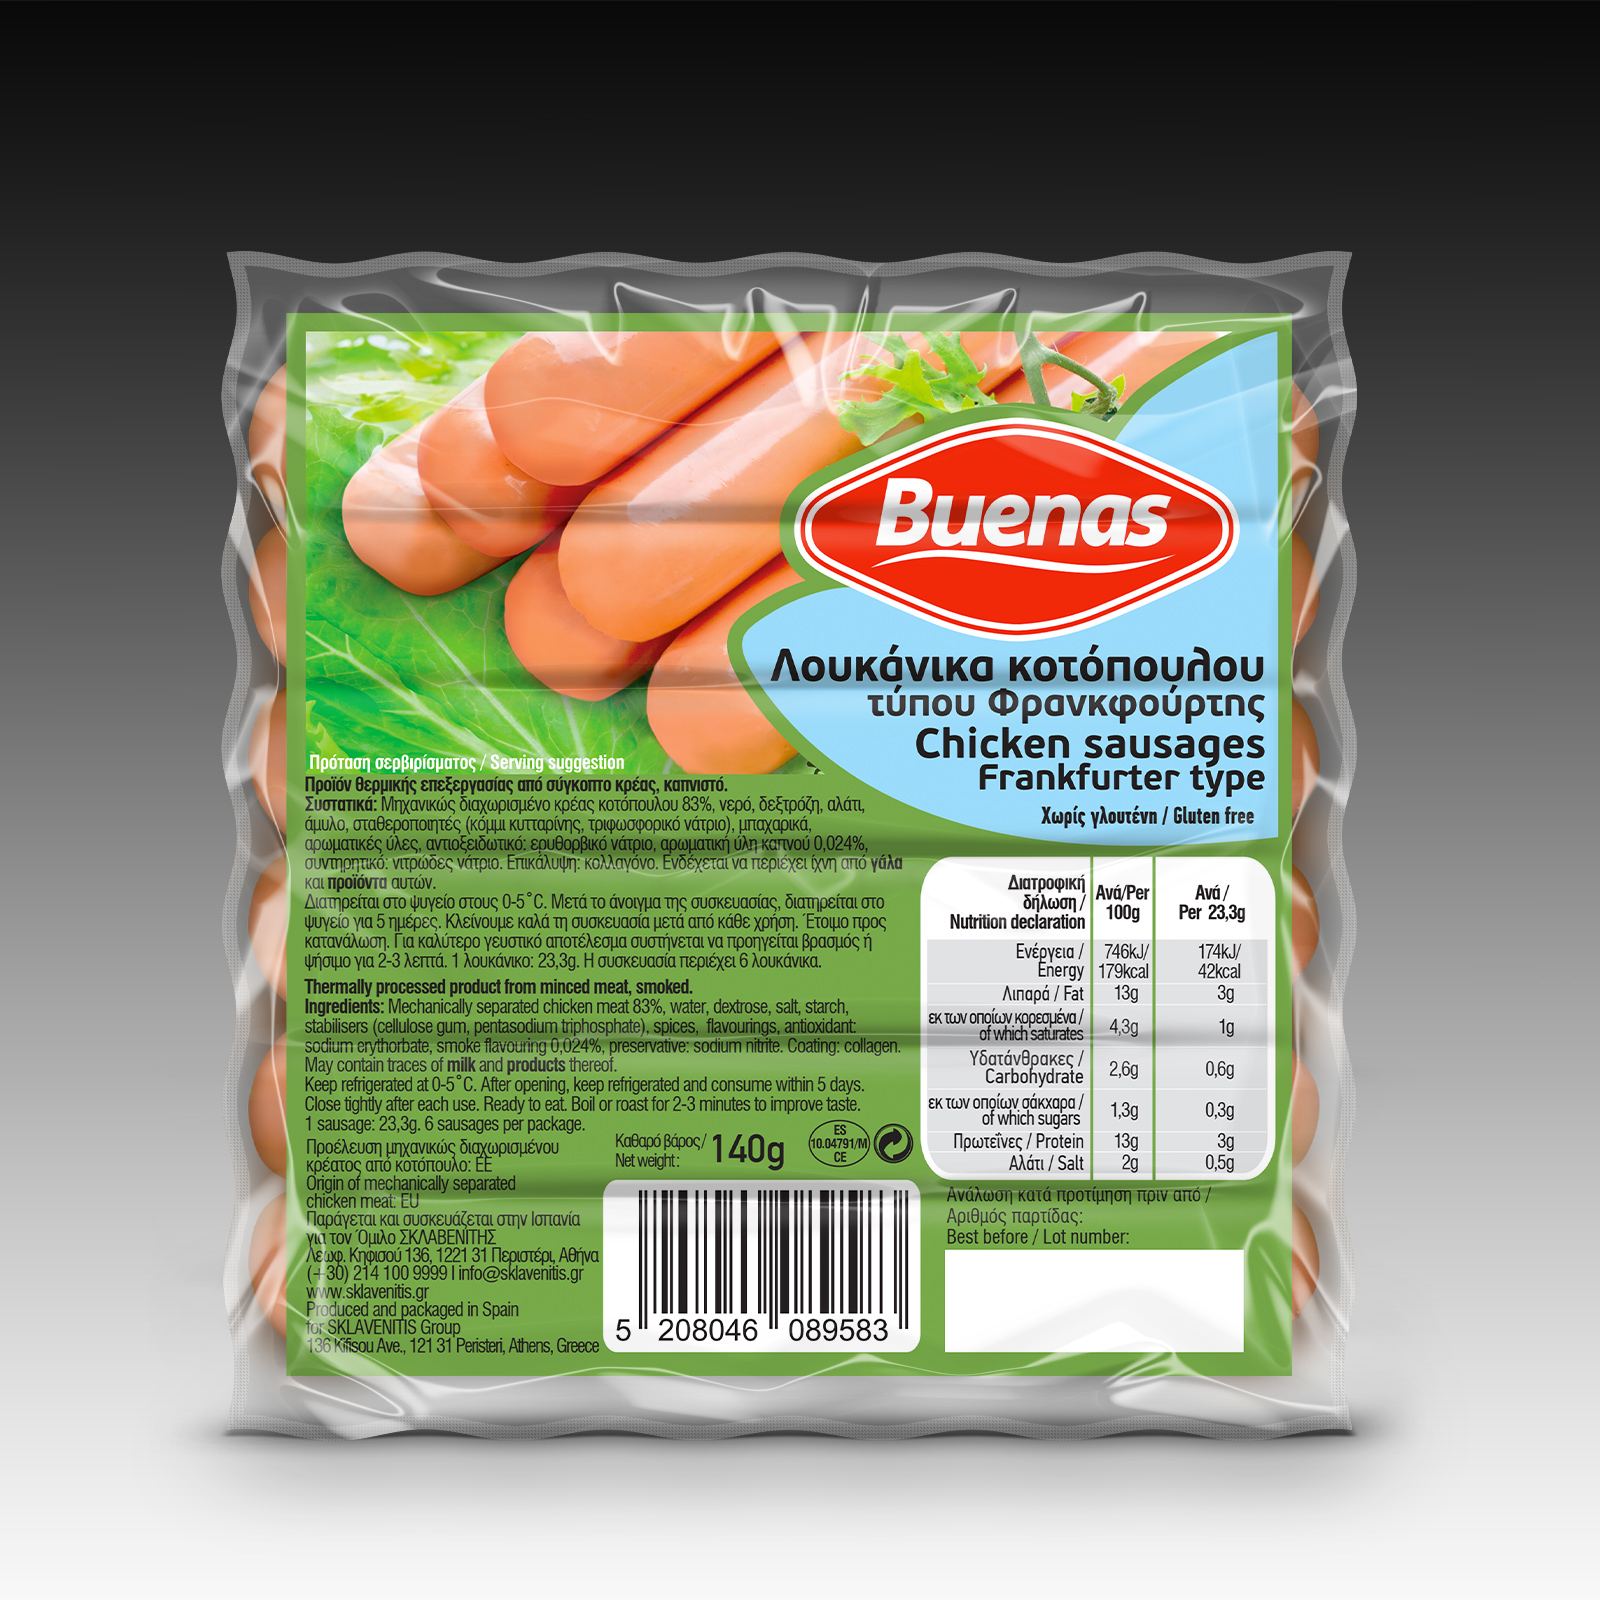 Buenas
Λουκάνικα κοτόπουλου
τύπου Φρανκφούρτης
Chicken sausages
Frankfurter type
Χωρίς γλουτένη / Gluten free
Πρόταση σερβιρίσματος / Serving suggestion
Προϊόν θερμικής επεξεργασίας από σύγκοπτο κρέας, καπνιστό.
Συστατικά: Μηχανικώς διαχωρισμένο κρέας κοτόπουλου 83%, νερό, δεξτρόζη, αλάτι,
άμυλο, σταθεροποιητές (κόμμι κυτταρίνης, τριφωσφορικό νάτριο), μπαχαρικά,
αρωματικές ύλες, αντιοξειδωτικό: ερυθορβικό νάτριο, αρωματική ύλη καπνού 0,024%,
συντηρητικό: νιτρώδες νάτριο. Επικάλυψη: κολλαγόνο. Ενδέχεται να περιέχει ίχνη από γάλα
και προϊόντα αυτών.
Διατηρείται στο ψυγείο στους 0-5˚C. Μετά το άνοιγμα της συσκευασίας, διατηρείται στο
ψυγείο για 5 ημέρες. Κλείνουμε καλά τη συσκευασία μετά από κάθε χρήση. Έτοιμο προς
κατανάλωση. Για καλύτερο γευστικό αποτέλεσμα συστήνεται να προηγείται βρασμός ή
ψήσιμο για 2-3 λεπτά. 1 λουκάνικο: 23,3g. Η συσκευασία περιέχει 6 λουκάνικα.
Thermally processed product from minced meat, smoked.
Ingredients: Mechanically separated chicken meat 83%, water, dextrose, salt, starch,
stabilisers (cellulose gum, pentasodium triphosphate), spices, flavourings, antioxidant:
sodium erythorbate, smoke flavouring 0,024%, preservative: sodium nitrite. Coating: collagen.
May contain traces of milk and products thereof.
Keep refrigerated at 0-5˚C. After opening, keep refrigerated and consume within 5 days.
Close tightly after each use. Ready to eat. Boil or roast for 2-3 minutes to improve taste.
1 sausage: 23,3g. 6 sausages per package.
Προέλευση μηχανικώς διαχωρισμένου
κρέατος από κοτόπουλο: ΕΕ
Origin of mechanically separated
chicken meat: EU
Παράγεται και συσκευάζεται στην Ισπανία
για τον Όμιλο ΣΚΛΑΒΕΝΙΤΗΣ
Λεωφ. Κηφισού 136, 1221 31 Περιστέρι, Αθήνα
(+30) 214 100 9999 I info@sklavenitis.gr
www.sklavenitis.gr
Produced and packaged in Spain
for SKLAVENITIS Group
136 Kifisou Ave., 121 31 Peristeri, Athens, Greece
Καθαρό βάρος/
Net weight:
140g
ES
10.04791/M
CE
5 208046 089583
Διατροφική
δήλωση /
Nutrition declaration
Ανά/Per
100g
Ανά /
Per 23,3g
Ενέργεια / 746kJ/ 174kJ/
Energy 179kcal 42kcal
Λιπαρά / Fat 13g 3g
εκ των οποίων κορεσμένα /
of which saturates 4,3g 1g
Υδατάνθρακες /
Carbohydrate 2,6g 0,6g
εκ των οποίων σάκχαρα /
of which sugars 1,3g 0,3g
Πρωτεΐνες / Protein 13g 3g
Αλάτι / Salt 2g 0,5g
Ανάλωση κατά προτίμηση πριν από /
Αριθμός παρτίδας:
Best before / Lot number: